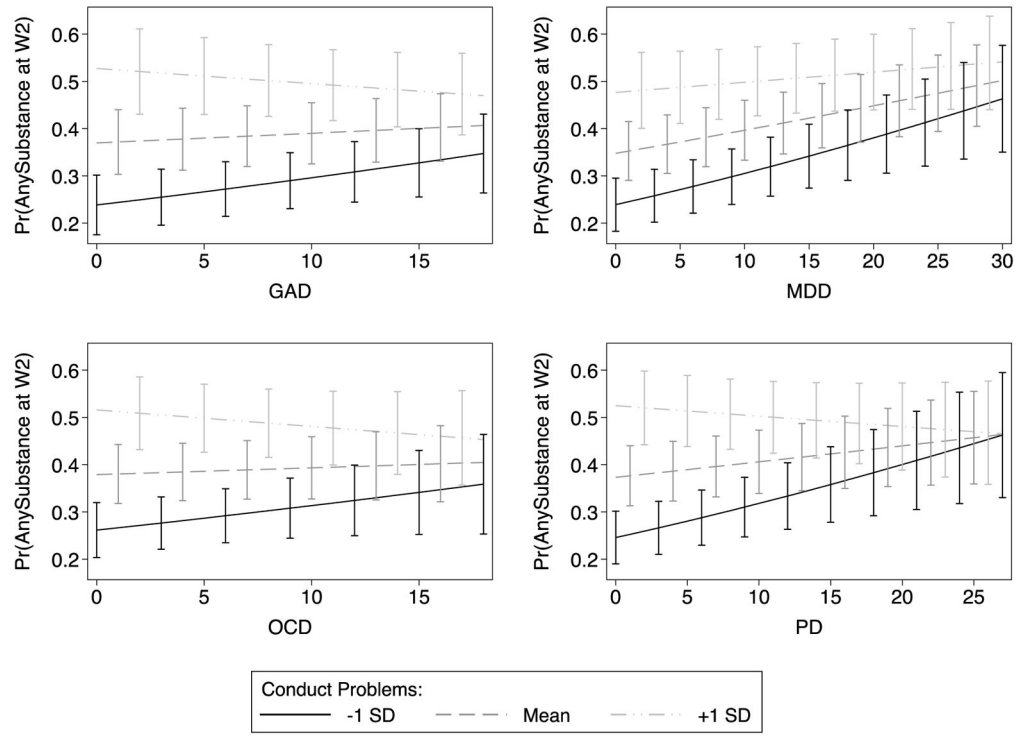 Pr(AnySubstance at W2)
0.6
0.5
0.4
0.3
0.2
0 5 10 15
GAD
Pr(AnySubstance at W2)
0.6
0.5
0.4
0.3
0.2
0 5 10 15 20 25 30
MDD
Pr(AnySubstance at W2)
0.6
0.5
0.4
0.3
0.2
0 5 10 15
OCD
Pr(AnySubstance at W2)
0.6
0.5
0.4
0.3
0.2
0 5 10 15 20 25
PD
Conduct Problems:
-1 SD Mean +1 SD